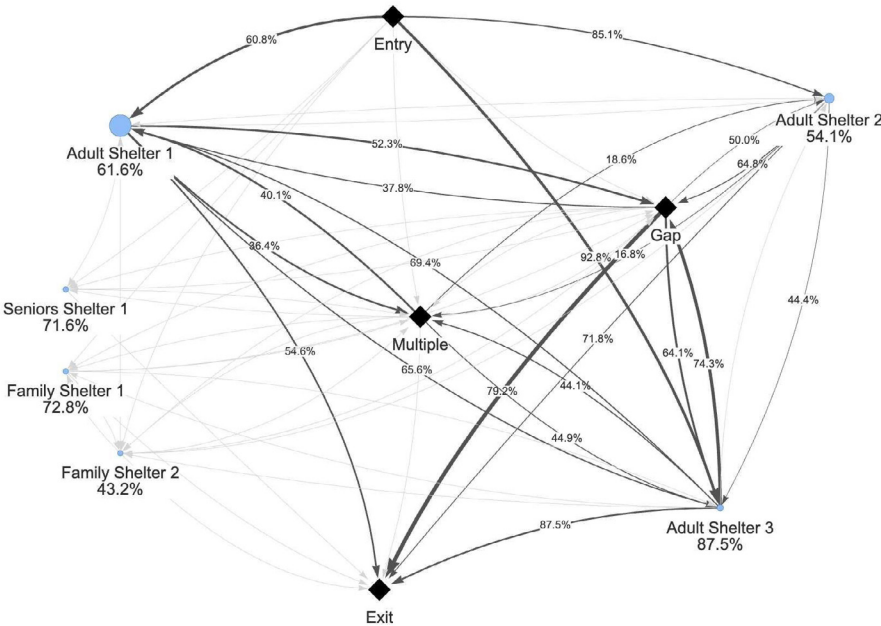 Entry
60.8%
85.1%
Adult Shelter 2
54.1%
Adult Shelter 1
61.6%
52.3%
50.0%
18.6%
64.8%
37.8%
40.1%
Gap
36.4%
69.4%
92.8%
16.8%
Seniors Shelter 1
71.6%
44.4%
Multiple
71.8%
54.6%
64.1%
74.3%
65.6%
Family Shelter 1
72.8%
79.2%
44.1%
44.9%
Family Shelter 2
43.2%
87.5%
Adult Shelter 3
87.5%
Exit